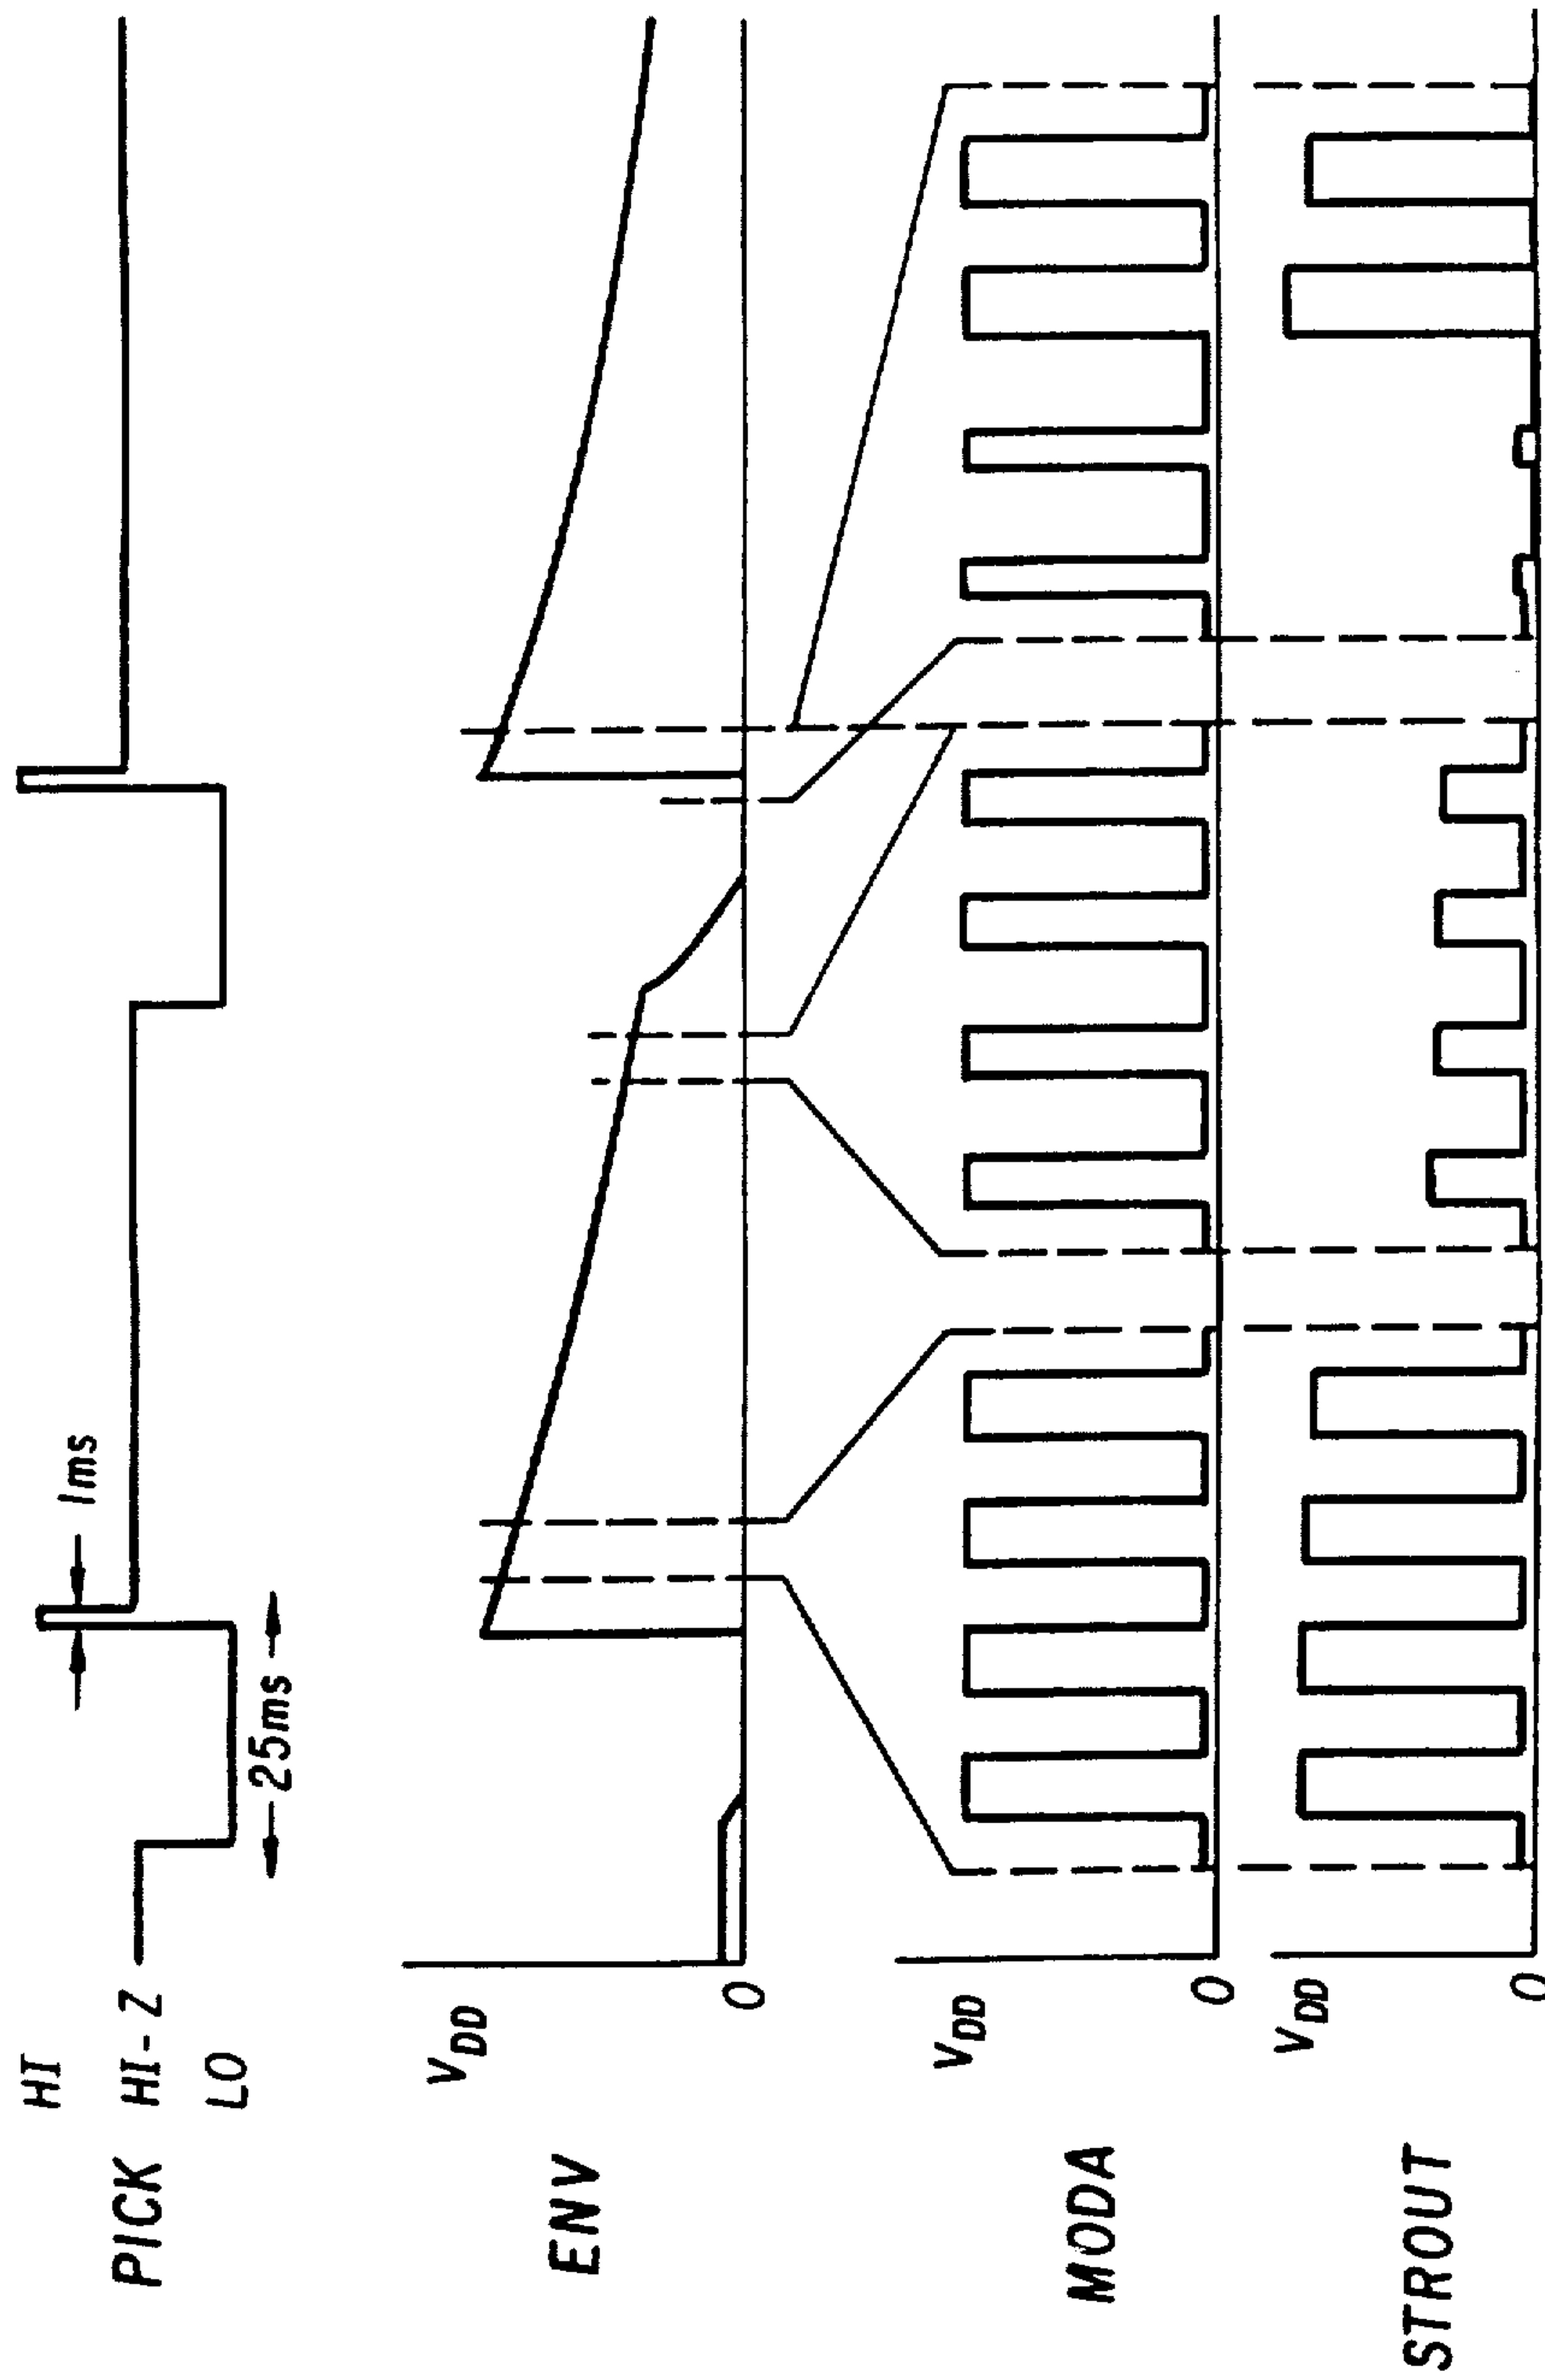 PICK
HI
HI-Z
LO
1ms
25ms
ENV
VDD
0
MODA
VDD
0
STROUT
VDD
0